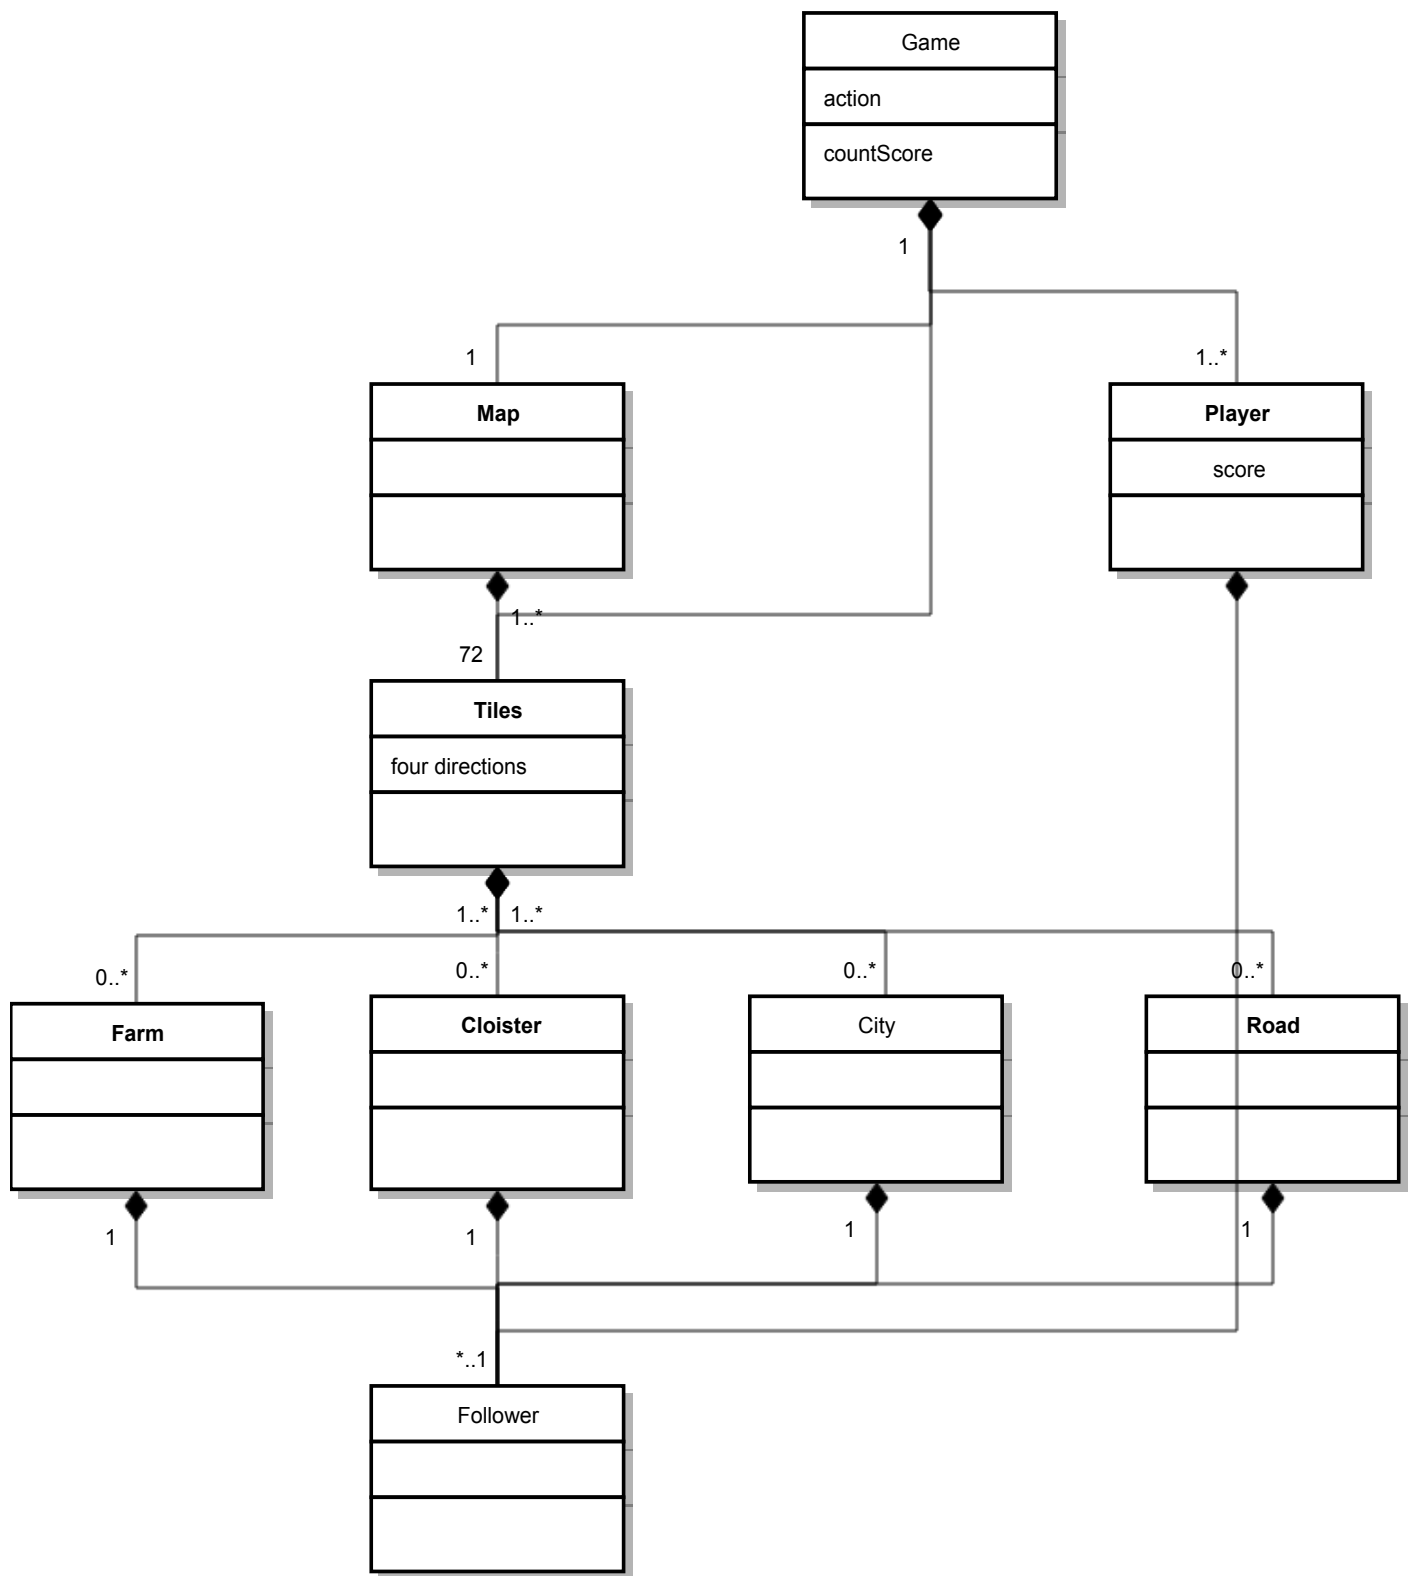 Game
action
countScore
1
1
1..*
Map
Player
score
1..*
72
Tiles
four directions
1..* 1..*
0..* 0..* 0..* 0..*
Farm Cloister City Road
1 1 1 1
*..1
Follower